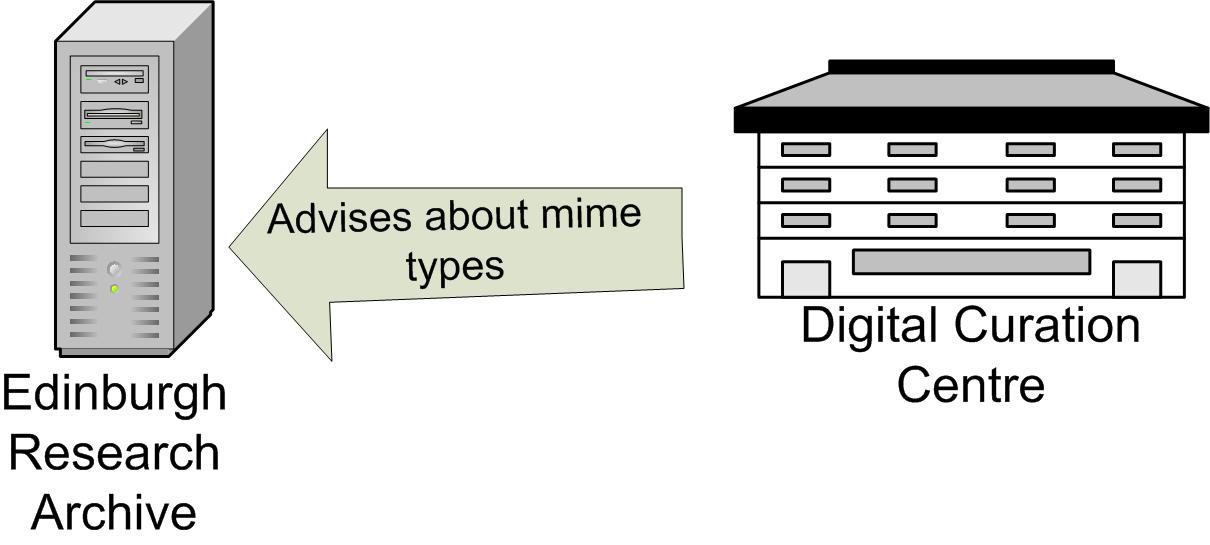 Advises about mime
types
Digital Curation
Centre
Edinburgh
Research
Archive